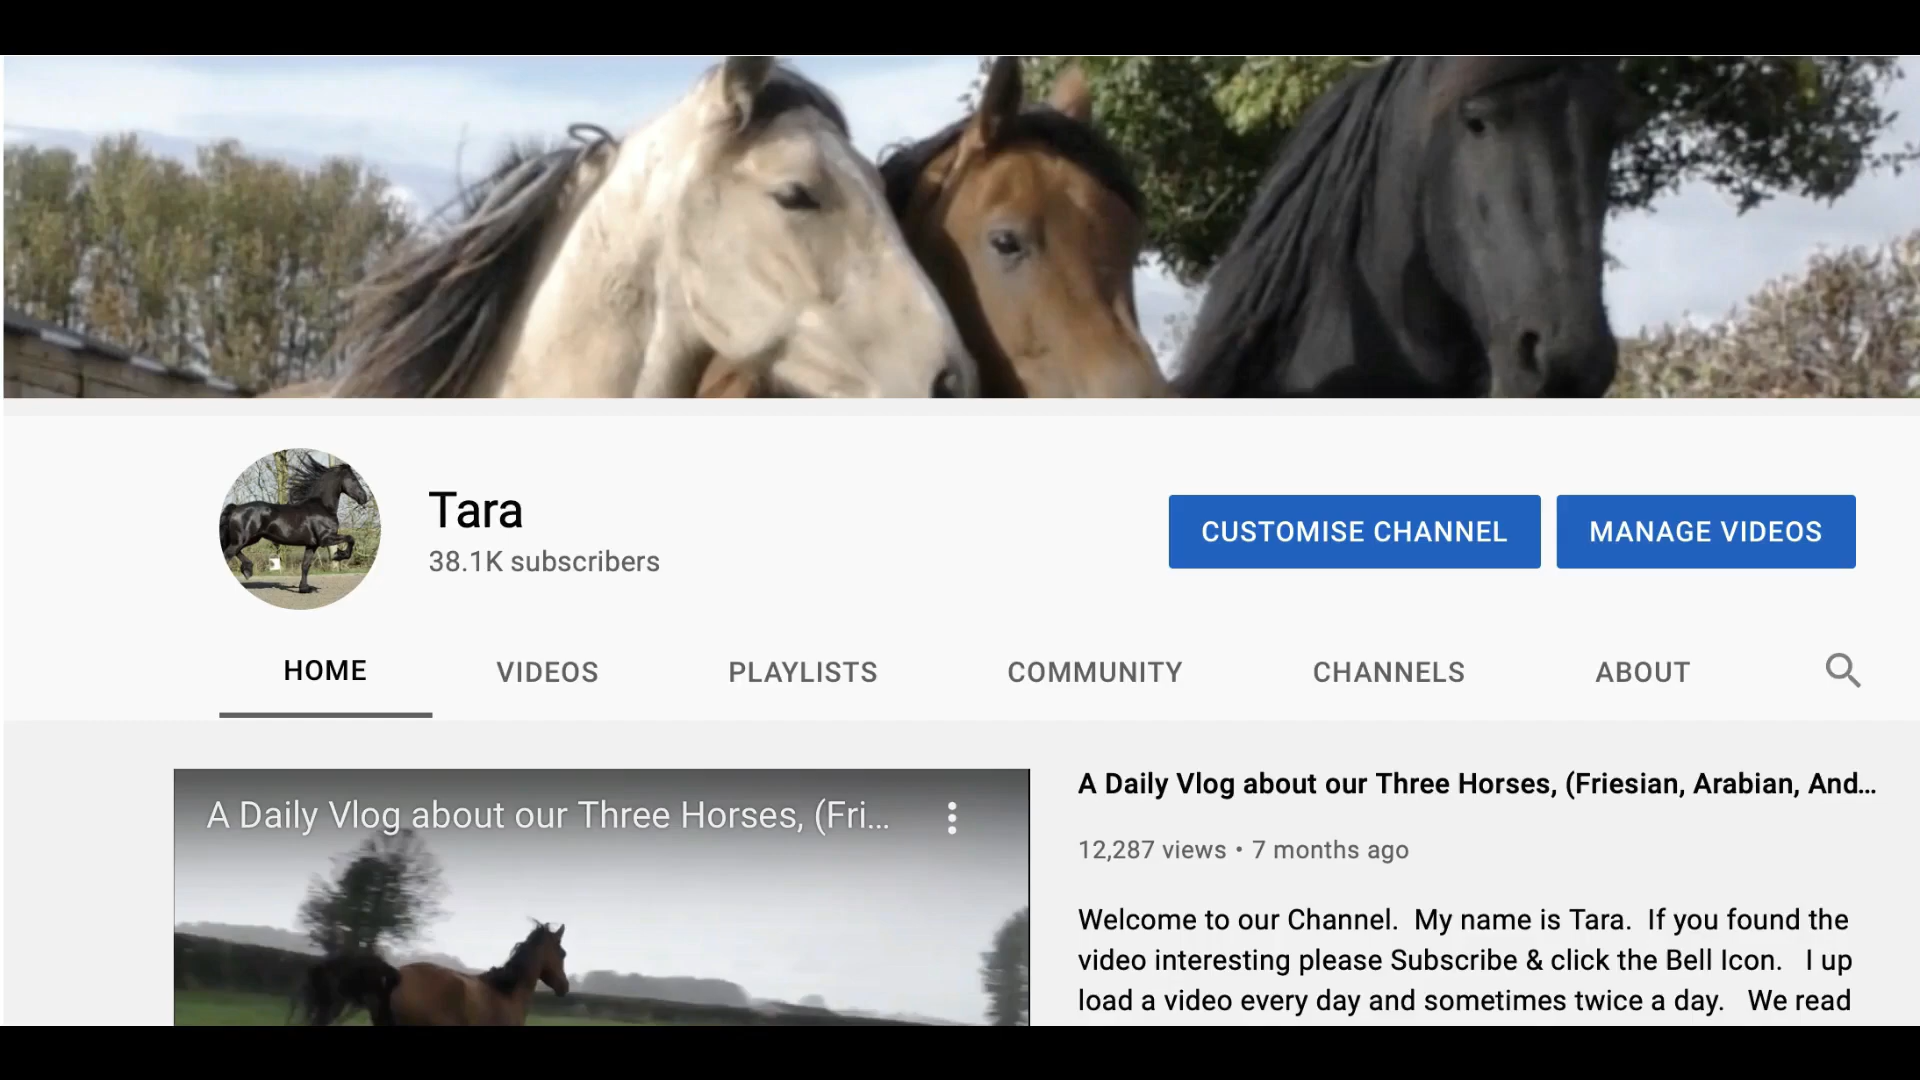 Tara
38.1K subscribers
CUSTOMISE CHANNEL
MANAGE VIDEOS
HOME
VIDEOS
PLAYLISTS
COMMUNITY
CHANNELS
ABOUT
A Daily Vlog about our Three Horses, (Fri...
A Daily Vlog about our Three Horses, (Friesian, Arabian, And...
12,287 views • 7 months ago
Welcome to our Channel. My name is Tara. If you found the
video interesting please Subscribe & click the Bell Icon. I up
load a video every day and sometimes twice a day. We read